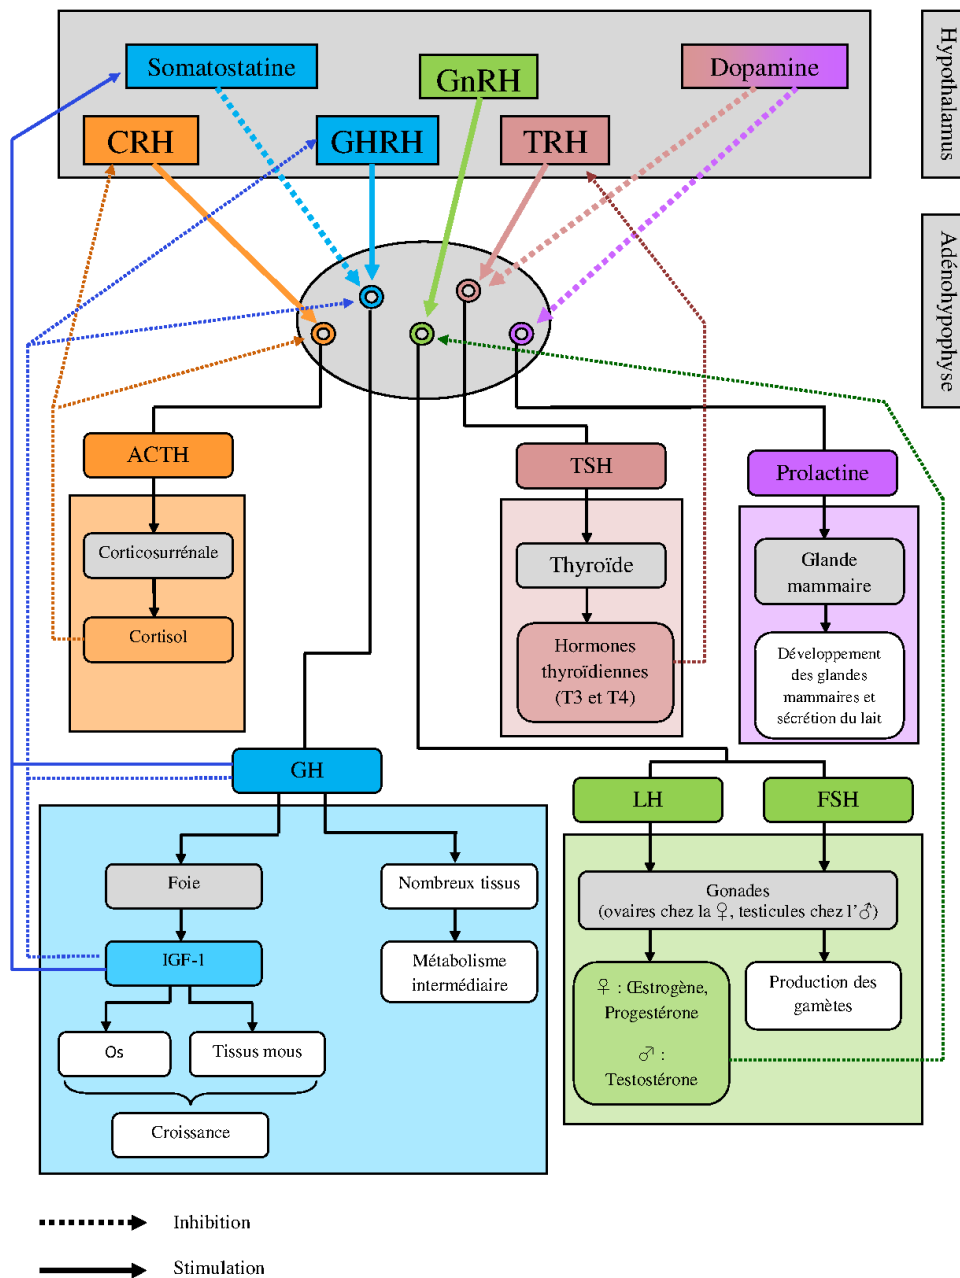 Hypothalamus
Somatostatine
GnRH
Dopamine
CRH
GHRH
TRH
Adénohypophyse
ACTH
TSH
Prolactine
Corticosurrénale
Thyroïde
Glande
mammaire
Cortisol
Hormones
thyroïdiennes
(T3 et T4)
Développement
des glandes
mammaires et
sécrétion du lait
GH
LH
FSH
Foie
Nombreux tissus
Gonades
(ovaires chez la ♀, testicules chez l'♂)
IGF-1
Métabolisme
intermédiaire
♀ : Œstrogène,
Progestérone
♂ :
Testostérone
Production des
gamètes
Os
Tissus mous
Croissance
Inhibition
Stimulation